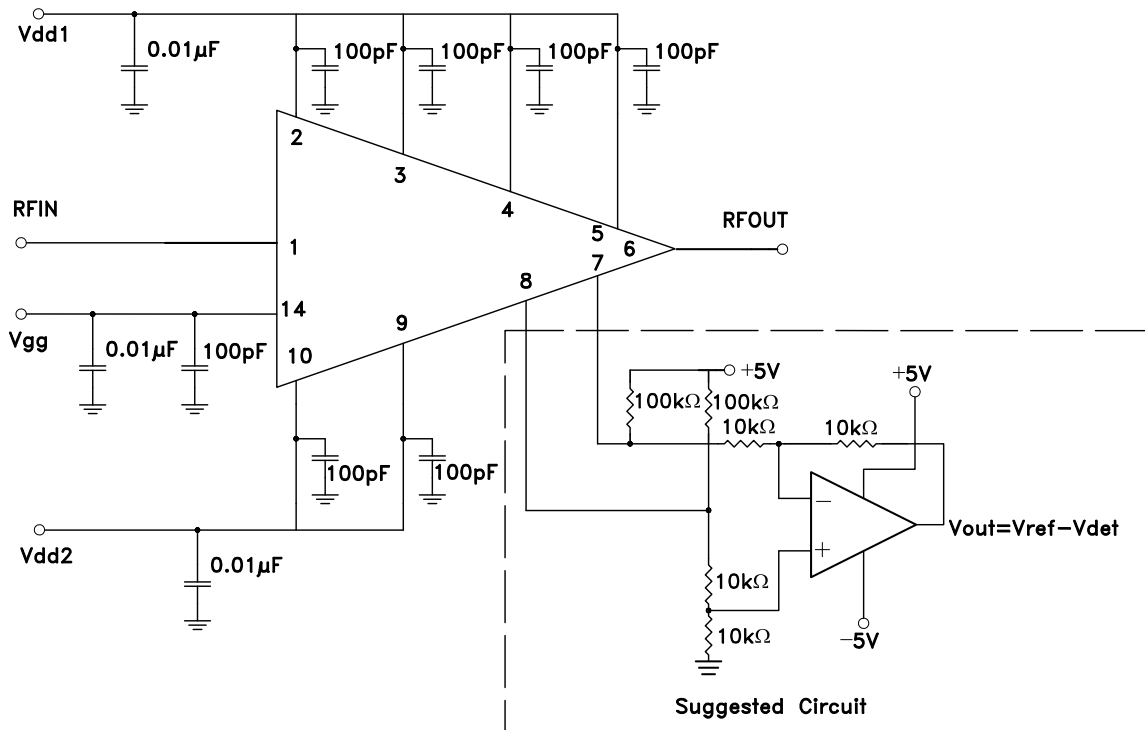 Vdd1
0.01μF
100pF
100pF
100pF
100pF
2
3
4
5
6
RFIN
RFOUT
1
7
8
14
Vgg
0.01μF
100pF
9
10
+5V
+5V
100kΩ
100kΩ
10kΩ
10kΩ
100pF
100pF
−
+
Vout=Vref−Vdet
Vdd2
0.01μF
10kΩ
10kΩ
−5V
Suggested Circuit